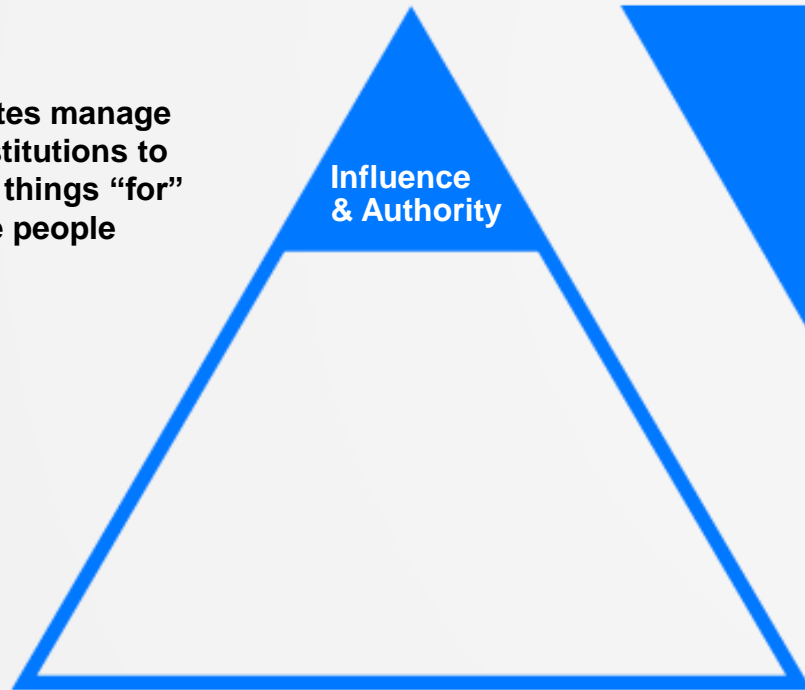 tes manage
stitutions to
things “for”
e people
Influence
& Authority